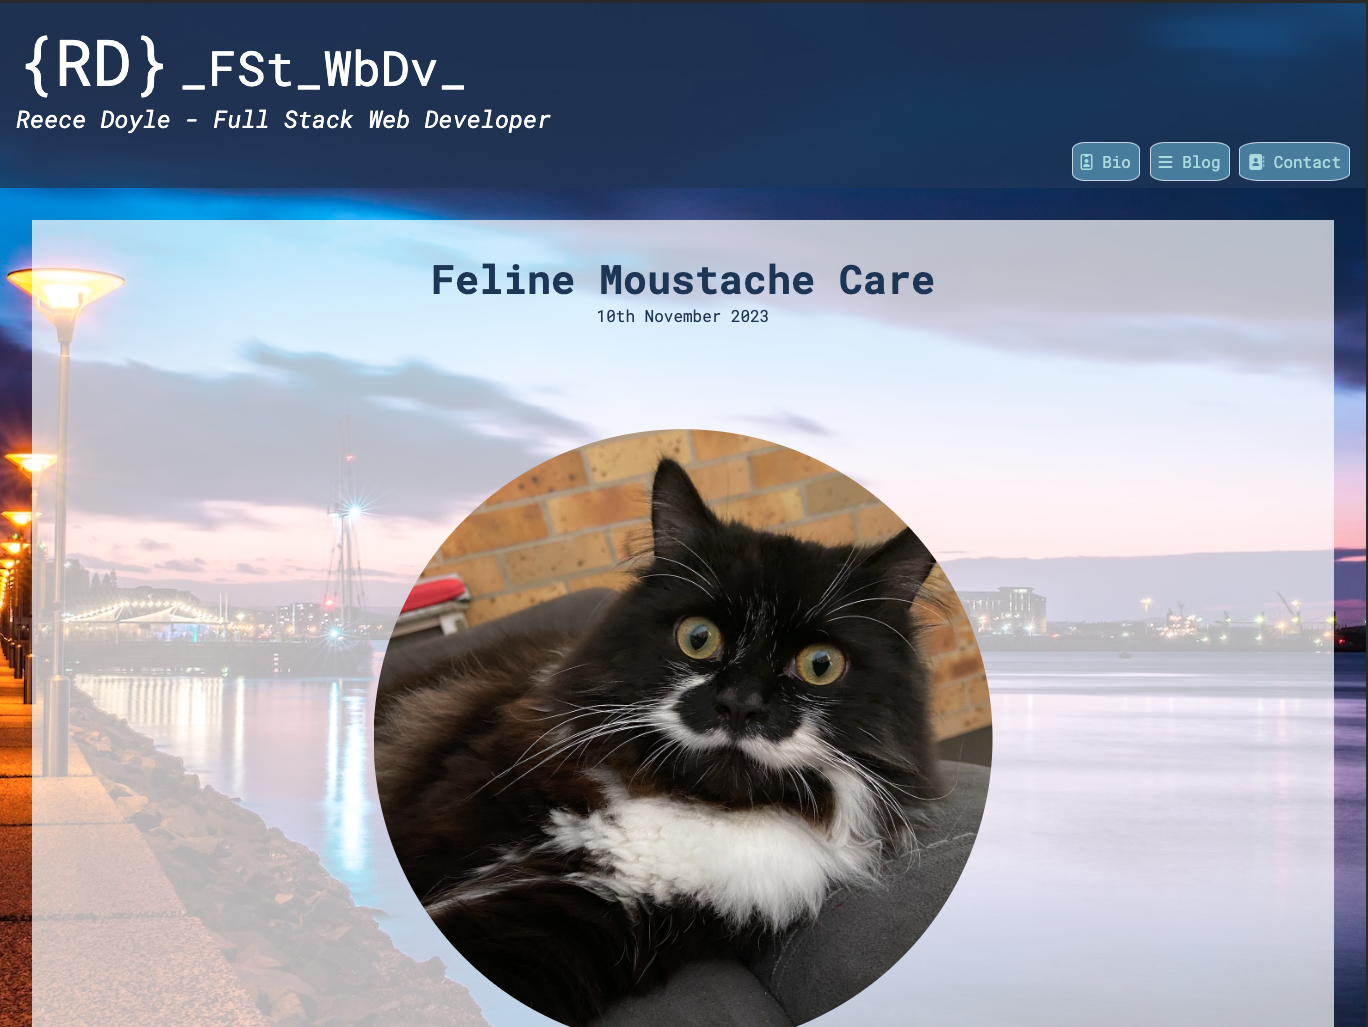 {RD} _FSt_WbDv_
Reece Doyle - Full Stack Web Developer
Bio
Blog
Contact
Feline Moustache Care
10th November 2023